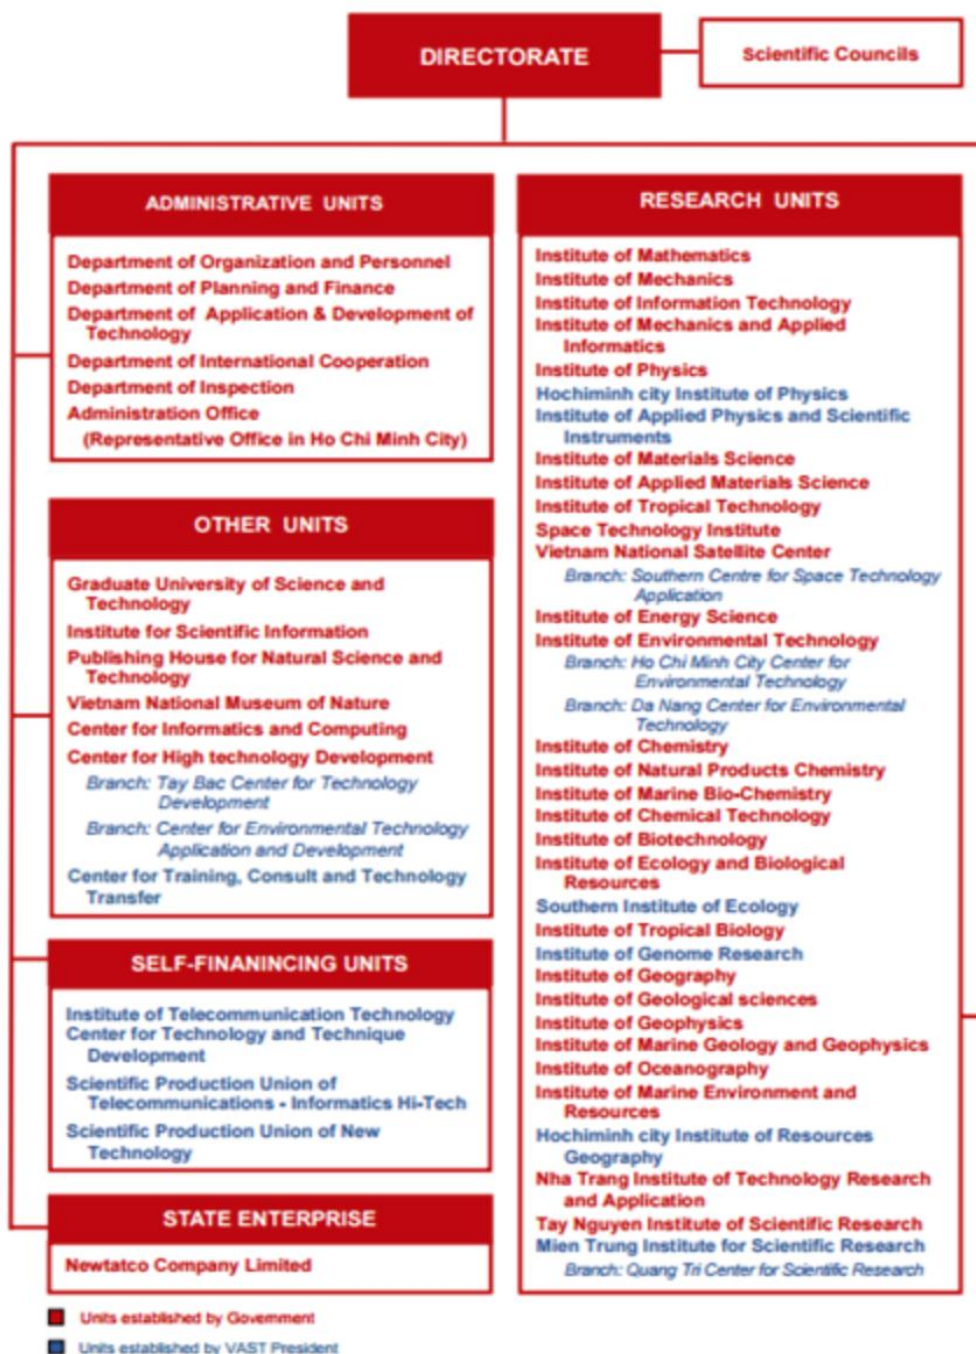 DIRECTORATE
Scientific Councils
ADMINISTRATIVE UNITS
Department of Organization and Personnel
Department of Planning and Finance
Department of Application & Development of
Technology
Department of International Cooperation
Department of Inspection
Administration Office
(Representative Office in Ho Chi Minh City)
OTHER UNITS
Graduate University of Science and
Technology
Institute for Scientific Information
Publishing House for Natural Science and
Technology
Vietnam National Museum of Nature
Center for Informatics and Computing
Center for High technology Development
Branch: Tay Bac Center for Technology
Development
Branch: Center for Environmental Technology
Application and Development
Center for Training, Consult and Technology
Transfer
SELF-FINANINCING UNITS
Institute of Telecommunication Technology
Center for Technology and Technique
Development
Scientific Production Union of
Telecommunications - Informatics Hi-Tech
Scientific Production Union of New
Technology
STATE ENTERPRISE
Newtatco Company Limited
RESEARCH UNITS
Institute of Mathematics
Institute of Mechanics
Institute of Information Technology
Institute of Mechanics and Applied
Informatics
Institute of Physics
Hochiminh city Institute of Physics
Institute of Applied Physics and Scientific
Instruments
Institute of Materials Science
Institute of Applied Materials Science
Institute of Tropical Technology
Space Technology Institute
Vietnam National Satellite Center
Branch: Southern Centre for Space Technology
Application
Institute of Energy Science
Institute of Environmental Technology
Branch: Ho Chi Minh City Center for
Environmental Technology
Branch: Da Nang Center for Environmental
Technology
Institute of Chemistry
Institute of Natural Products Chemistry
Institute of Marine Bio-Chemistry
Institute of Chemical Technology
Institute of Biotechnology
Institute of Ecology and Biological
Resources
Southern Institute of Ecology
Institute of Tropical Biology
Institute of Genome Research
Institute of Geography
Institute of Geological sciences
Institute of Geophysics
Institute of Marine Geology and Geophysics
Institute of Oceanography
Institute of Marine Environment and
Resources
Hochiminh city Institute of Resources
Geography
Nha Trang Institute of Technology Research
and Application
Tay Nguyen Institute of Scientific Research
Mien Trung Institute for Scientific Research
Branch: Quang Tri Center for Scientific Research
Units established by Government
Units established by VAST President